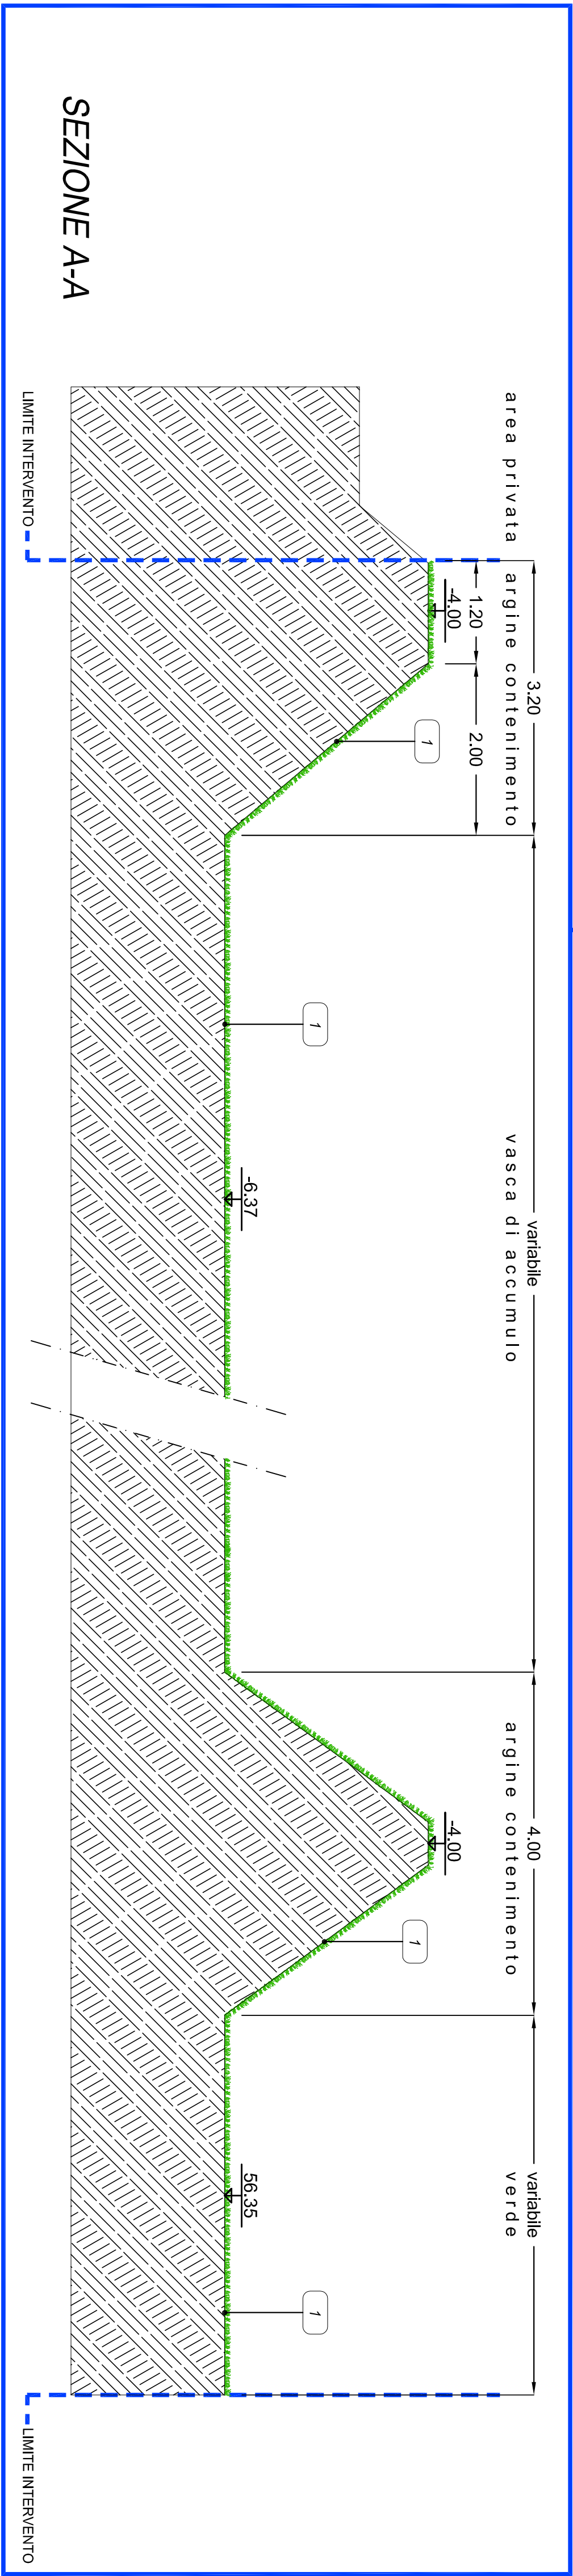 3.20
variabile
4.00
variabile
area privata
argine contenimento
vasca di accumulo
argine contenimento
verde
1.20
2.00
-4.00
-4.00
1
1
1
1
-6.37
56.35
SEZIONE A-A
LIMITE INTERVENTO
LIMITE INTERVENTO